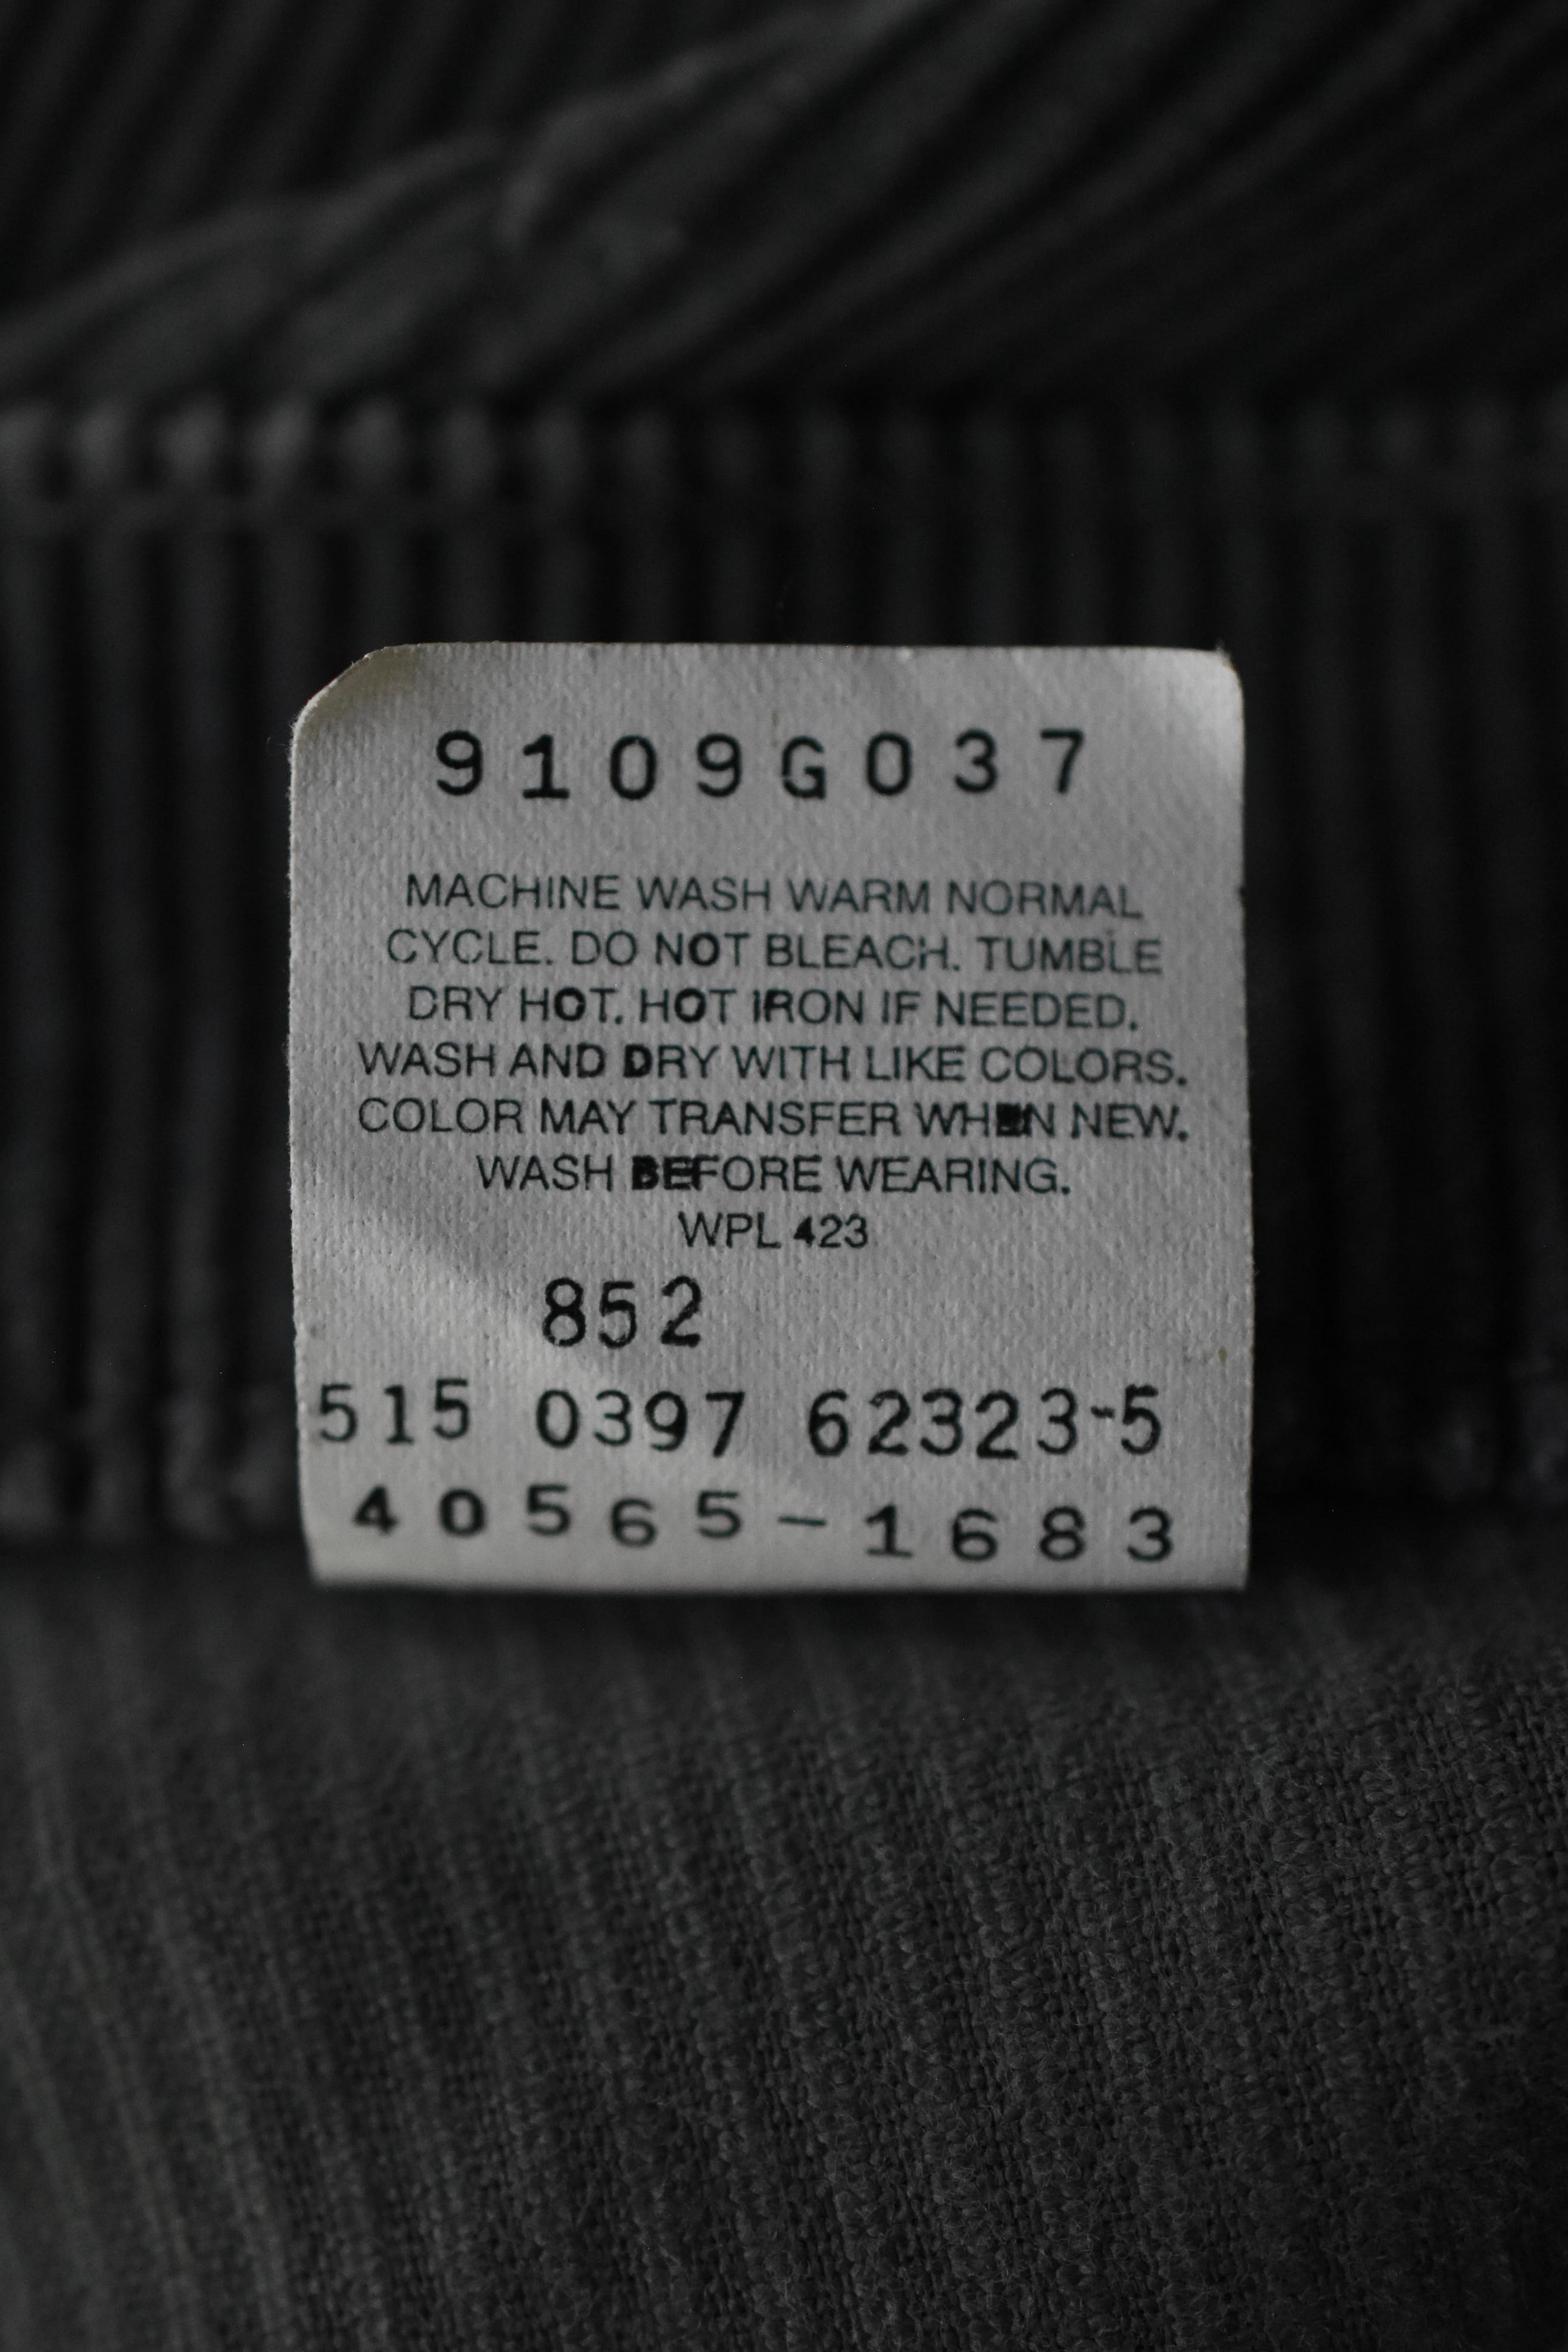 9109G037
MACHINE WASH WARM NORMAL
CYCLE. DO NOT BLEACH. TUMBLE
DRY HOT. HOT IRON IF NEEDED.
WASH AND DRY WITH LIKE COLORS.
COLOR MAY TRANSFER WHEN NEW.
WASH BEFORE WEARING.
WPL 423
852
515 0397 62323-5
40565-1683